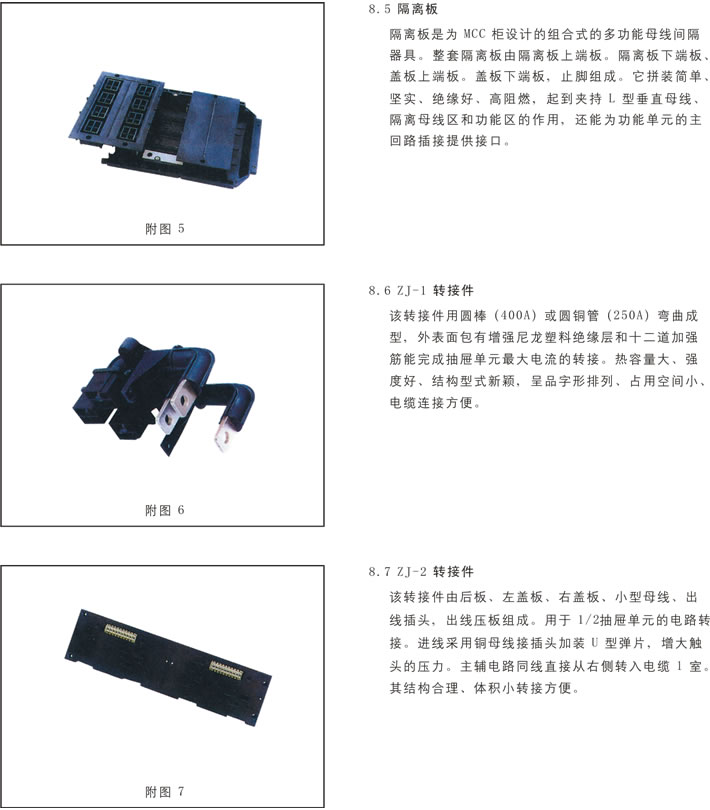 8.5 隔离板
隔离板是为 MCC 柜设计的组合式的多功能母线间隔
器具。整套隔离板由隔离板上端板。隔离板下端板、
盖板上端板。盖板下端板，止脚组成。它拼装简单、
坚实、绝缘好、高阻燃，起到夹持 L 型垂直母线、
隔离母线区和功能区的作用，还能为功能单元的主
回路插接提供接口。
附图 5
8.6 ZJ-1 转接件
该转接件用圆棒（400A）或圆铜管（250A）弯曲成
型，外表面包有增强尼龙塑料绝缘层和十二道加强
筋能完成抽屉单元最大电流的转接。热容量大、强
度好、结构型式新颖，呈品字形排列、占用空间小、
电缆连接方便。
附图 6
8.7 ZJ-2 转接件
该转接件由后板、左盖板、右盖板、小型母线、出
线插头，出线压板组成。用于 1/2抽屉单元的电路转
接。进线采用铜母线接插头加装 U 型弹片，增大触
头的压力。主辅电路同线直接从右侧转入电缆 1 室。
其结构合理、体积小转接方便。
附图 7